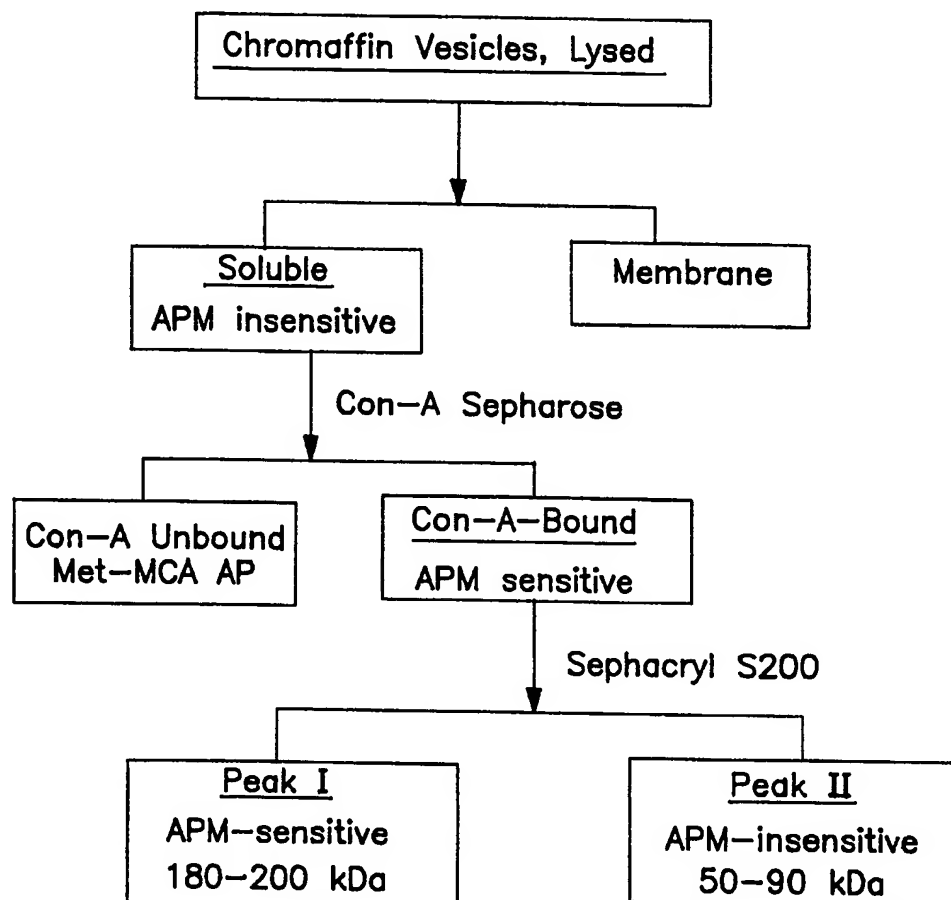 Chromaffin Vesicles, Lysed
Soluble
APM insensitive
Membrane
Con-A Sepharose
Con-A Unbound
Met-MCA AP
Con-A-Bound
APM sensitive
Sephacryl S200
Peak I
APM-sensitive
180-200 kDa
Peak II
APM-insensitive
50-90 kDa